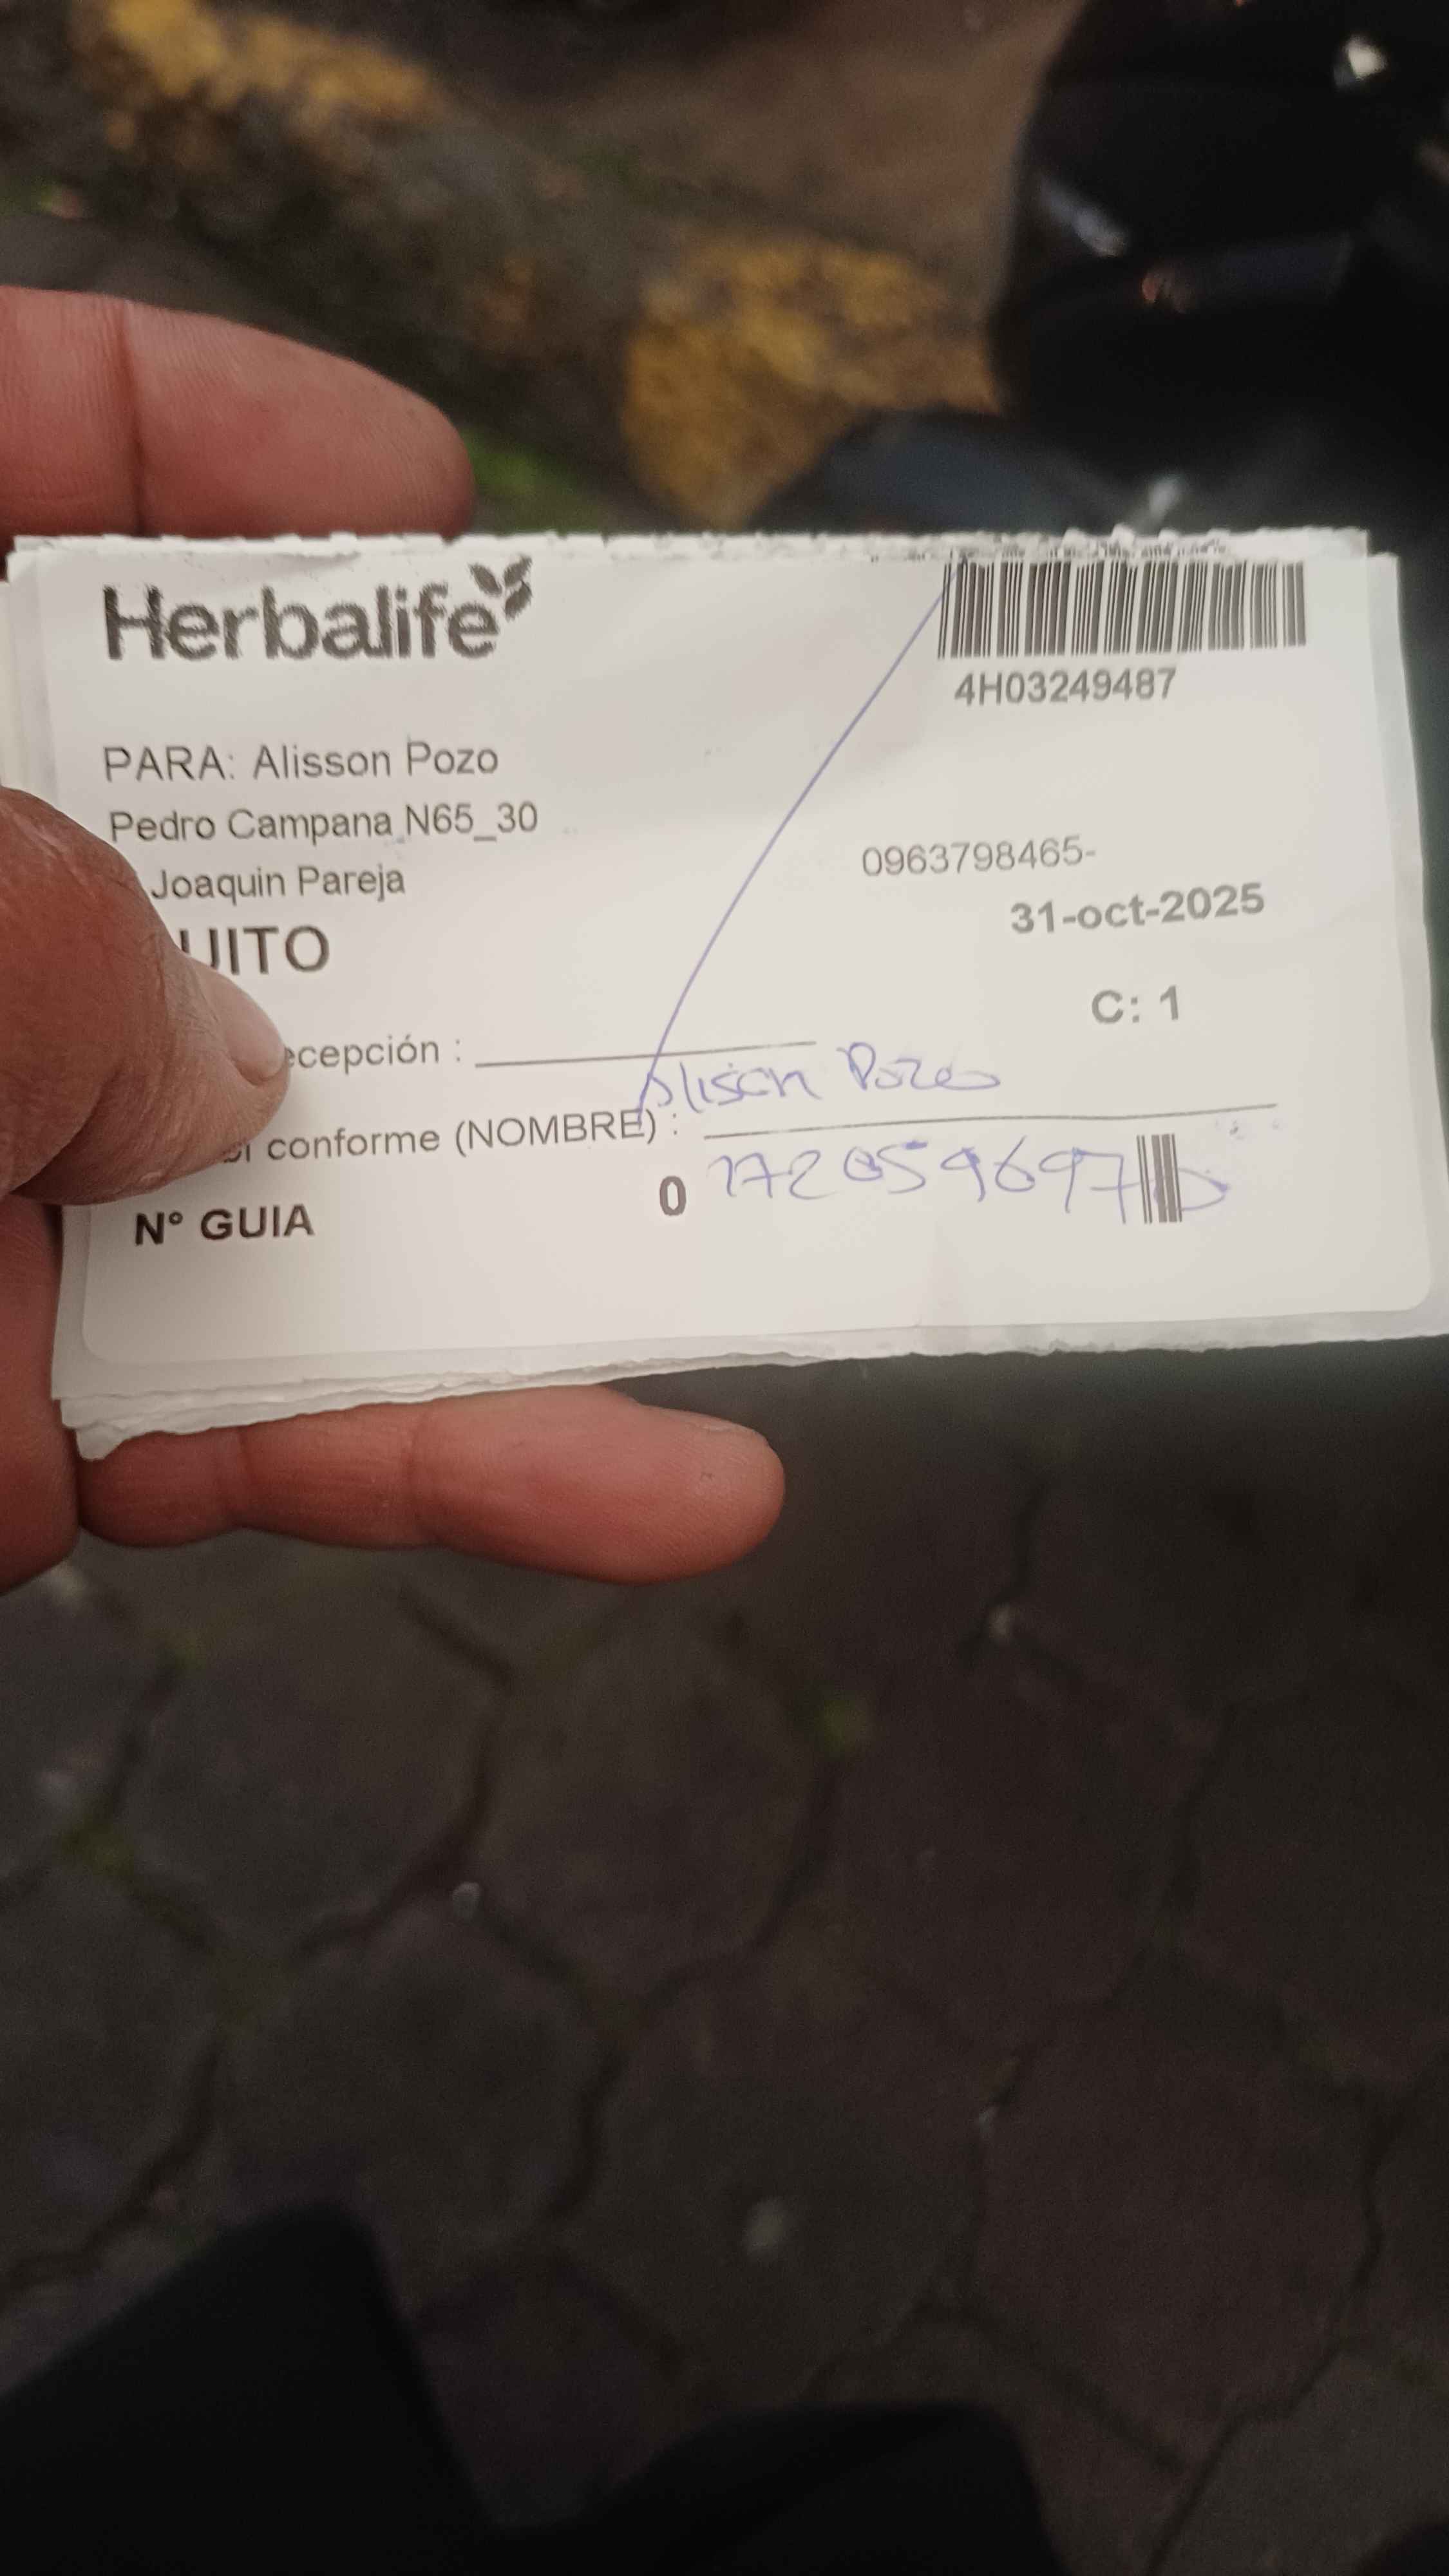 Herbalife
4H03249487
PARA: Alisson Pozo
Pedro Campana N65_30
Joaquin Pareja
0963798465-
UITO
31-oct-2025
C: 1
ecepción :
Alison Pozo
conforme (NOMBRE) :
N° GUIA
0